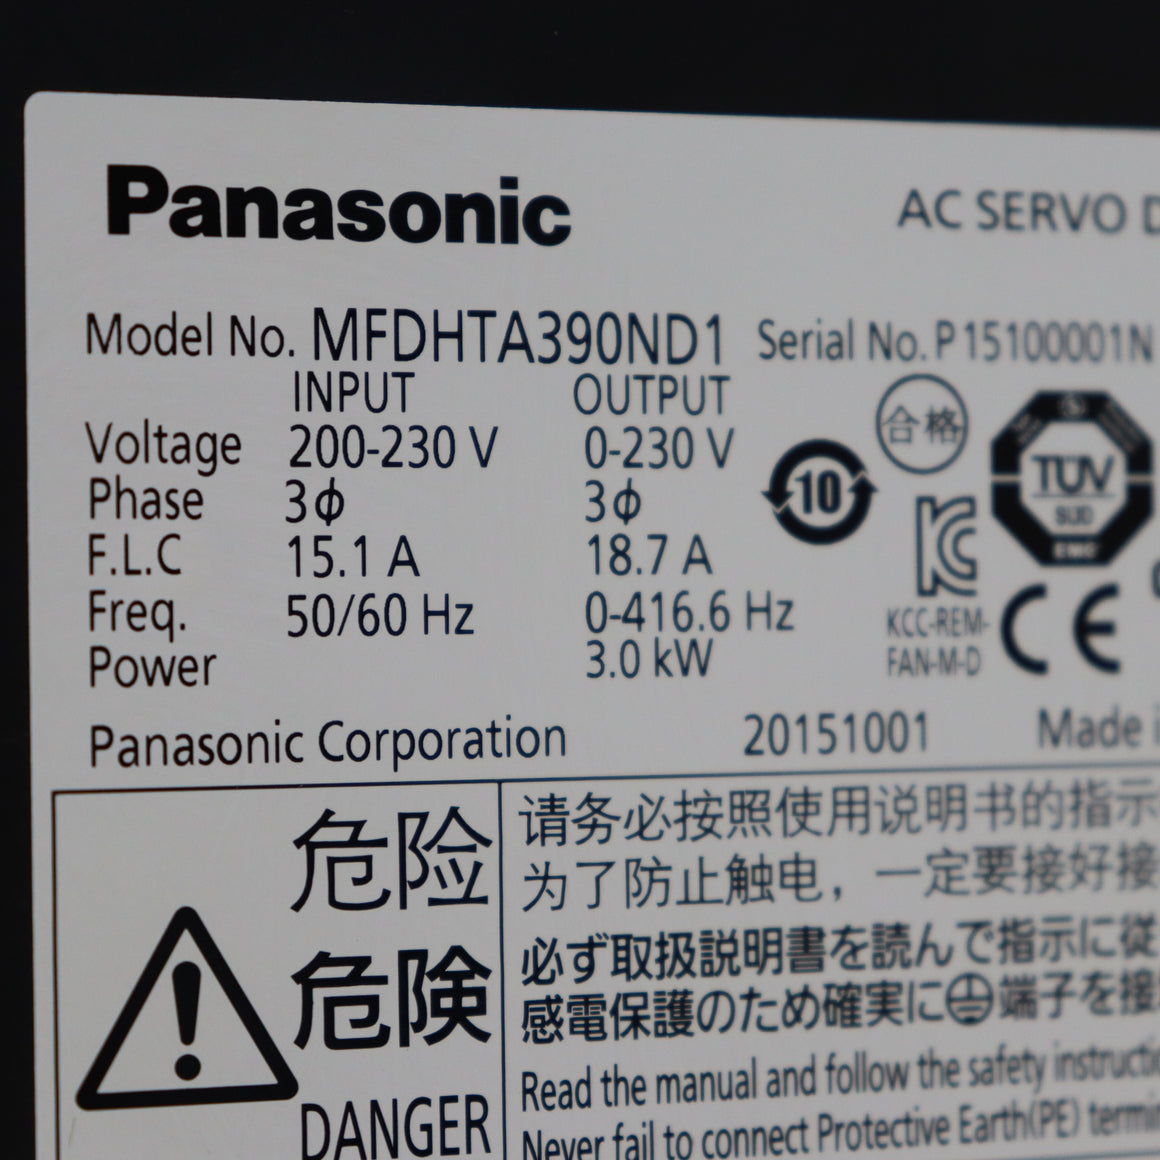 Panasonic
AC SERVO D
Model No. MFDHTA390ND1 Serial No. P15100001N
INPUT OUTPUT
Voltage 200-230 V 0-230 V
Phase 3ϕ 3ϕ
F.L.C 15.1 A 18.7 A
Freq. 50/60 Hz 0-416.6 Hz
Power 3.0 kW
10
合格
TÜV
SÜD
EMC
KCC-REM-
FAN-M-D
CE
Panasonic Corporation 20151001 Made i
危险
危険
DANGER
请务必按照使用说明书的指示
为了防止触电，一定要接好接
必ず取扱説明書を読んで指示に従
感電保護のため確実に⏚端子を接
Read the manual and follow the safety instructi
Never fail to connect Protective Earth(PE) termi